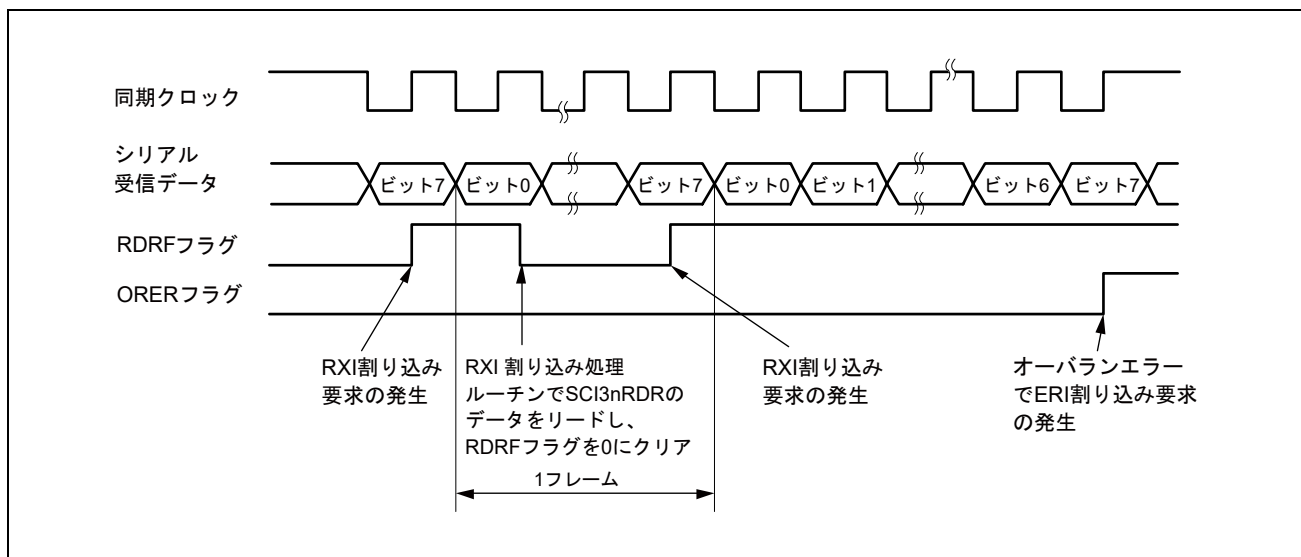 同期クロック
シリアル
受信データ
ビット7
ビット0
ビット7
ビット0
ビット1
ビット6
ビット7
RDRFフラグ
ORERフラグ
RXI割り込み
要求の発生
RXI 割り込み処理
ルーチンでSCI3nRDRの
データをリードし、
RDRFフラグを0にクリア
RXI割り込み
要求の発生
オーバランエラー
でERI割り込み要求
の発生
1フレーム